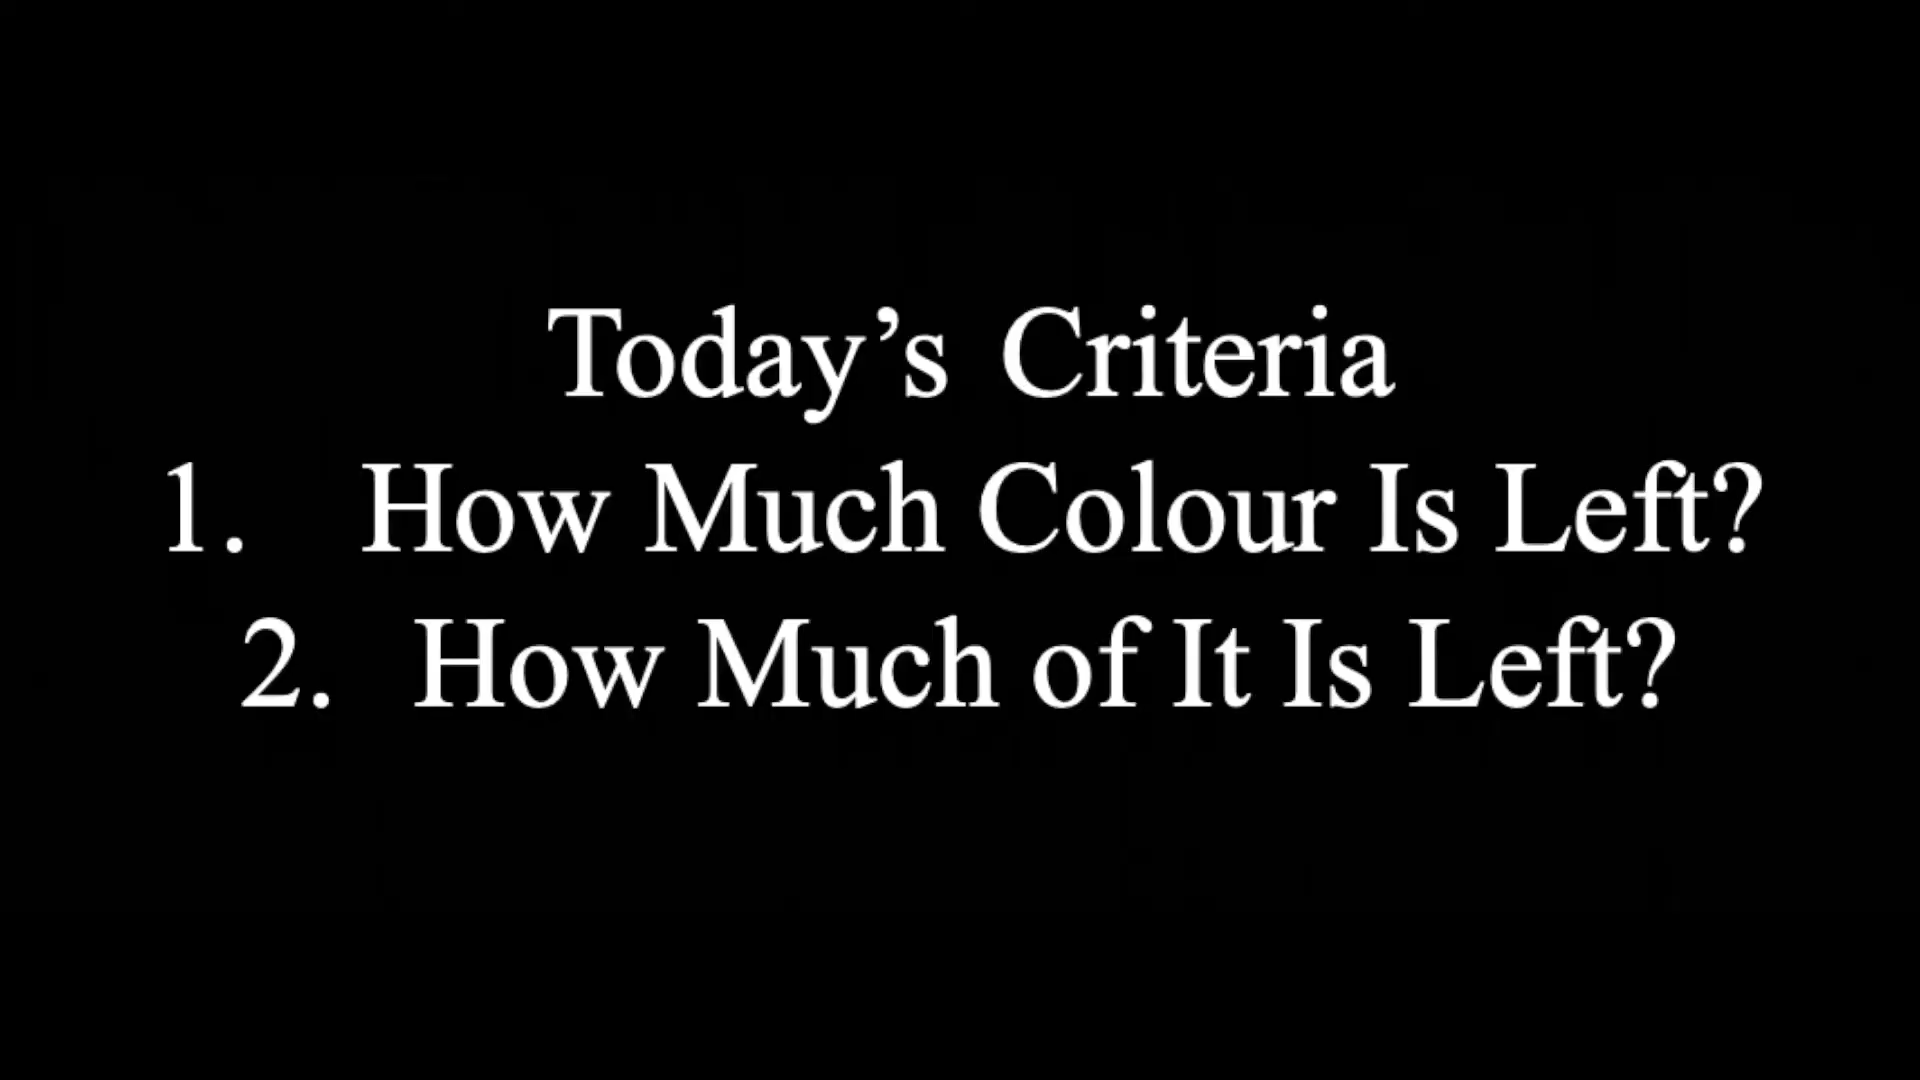 Today’s Criteria
1. How Much Colour Is Left?
2. How Much of It Is Left?